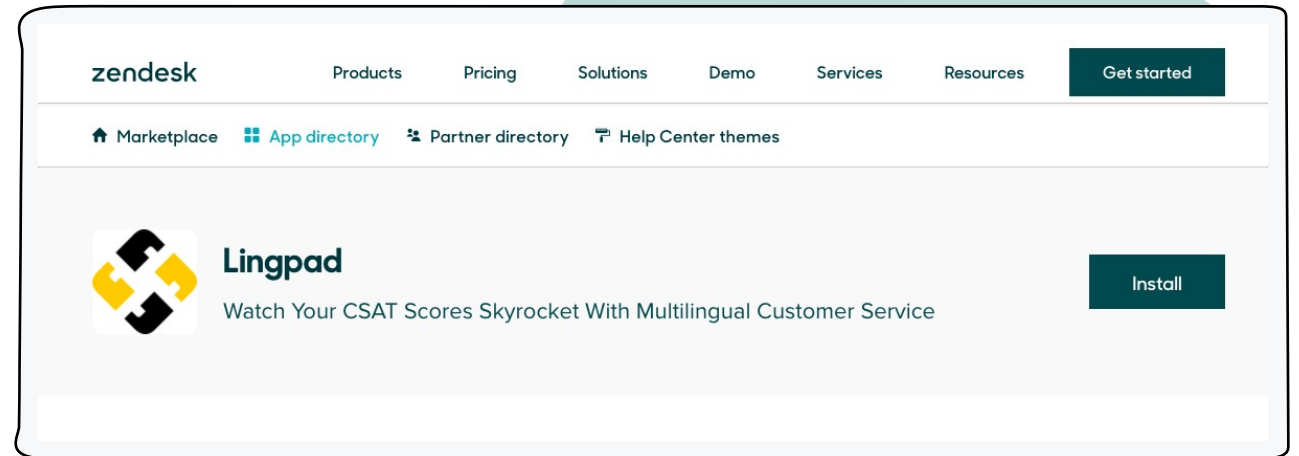 zendesk Products Pricing Solutions Demo Services Resources Get started
Marketplace App directory Partner directory Help Center themes
Lingpad
Watch Your CSAT Scores Skyrocket With Multilingual Customer Service
Install